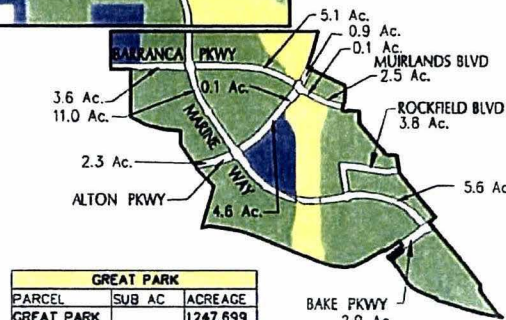 5.1 Ac.
0.9 Ac.
0.1 Ac.
BARRANCA PKWY
MUIRLANDS BLVD
2.5 Ac.
3.6 Ac.
0.1 Ac.
11.0 Ac.
ROCKFIELD BLVD
3.8 Ac.
MARINE WAY
2.3 Ac.
5.6 Ac
ALTON PKWY
4.6 Ac.
GREAT PARK
PARCEL SUB AC ACREAGE
GREAT PARK 1247.699
BAKE PKWY